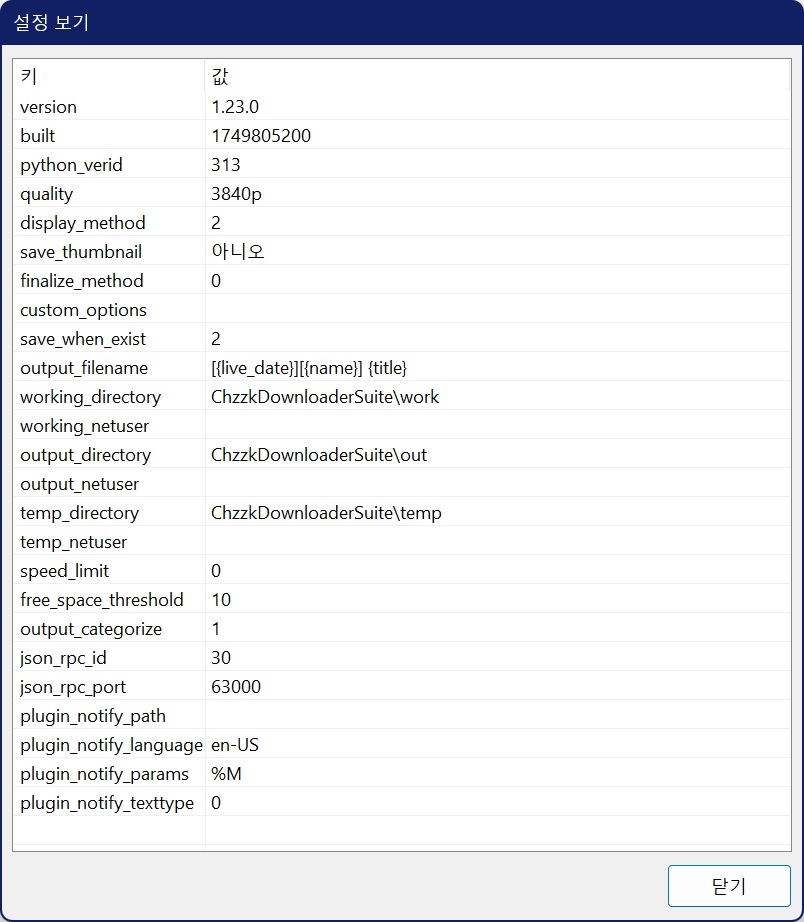 설정 보기
키 값
version 1.23.0
built 1749805200
python_verid 313
quality 3840p
display_method 2
save_thumbnail 아니오
finalize_method 0
custom_options
save_when_exist 2
output_filename [{live_date}][{name}] {title}
working_directory ChzzkDownloaderSuite\work
working_netuser
output_directory ChzzkDownloaderSuite\out
output_netuser
temp_directory ChzzkDownloaderSuite\temp
temp_netuser
speed_limit 0
free_space_threshold 10
output_categorize 1
json_rpc_id 30
json_rpc_port 63000
plugin_notify_path
plugin_notify_language en-US
plugin_notify_params %M
plugin_notify_texttype 0
닫기